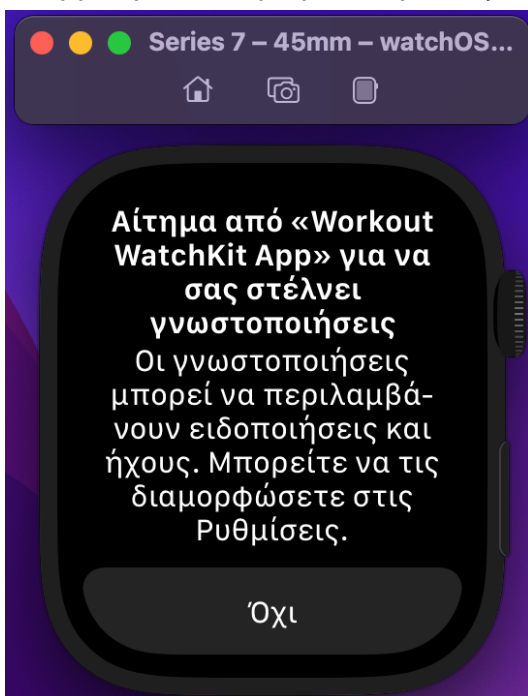 Series 7 – 45mm – watchOS...
Αίτημα από «Workout
WatchKit App» για να
σας στέλνει
γνωστοποιήσεις
Οι γνωστοποιήσεις
μπορεί να περιλαμβά-
νουν ειδοποιήσεις και
ήχους. Μπορείτε να τις
διαμορφώσετε στις
Ρυθμίσεις.
Όχι